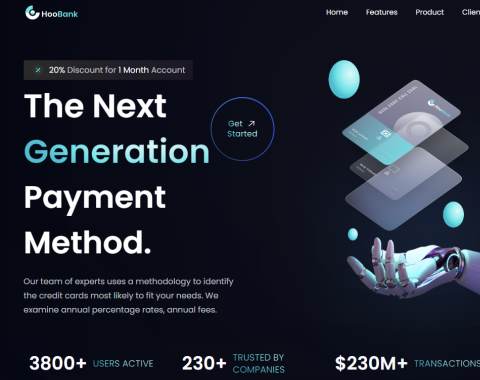 HooBank
Home Features Product
20% Discount for 1 Month Account
The Next
Generation
Payment
Method.
Get
Started
Our team of experts uses a methodology to identify
the credit cards most likely to fit your needs. We
examine annual percentage rates, annual fees.
3800+ USERS ACTIVE
230+ TRUSTED BY
COMPANIES
$230M+ TRANSACTIONS